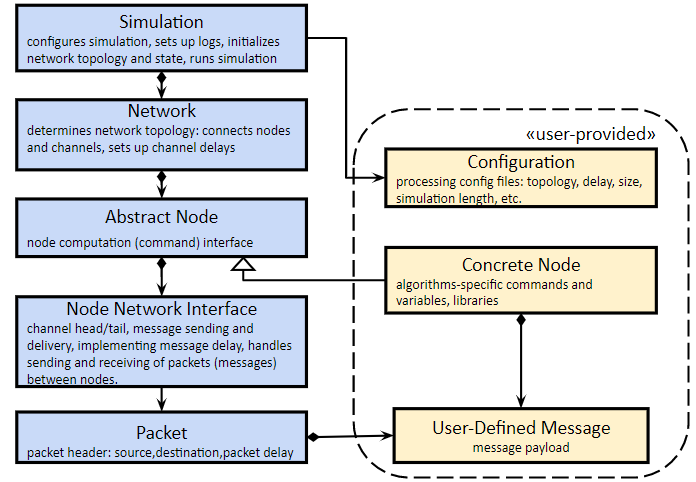 Simulation
configures simulation, sets up logs, initializes
network topology and state, runs simulation
Network
determines network topology: connects nodes
and channels, sets up channel delays
«user-provided»
Configuration
processing config files: topology, delay, size,
simulation length, etc.
Abstract Node
node computation (command) interface
Concrete Node
algorithms-specific commands and
variables, libraries
Node Network Interface
channel head/tail, message sending and
delivery, implementing message delay, handles
sending and receiving of packets (messages)
between nodes.
Packet
packet header: source,destination,packet delay
User-Defined Message
message payload